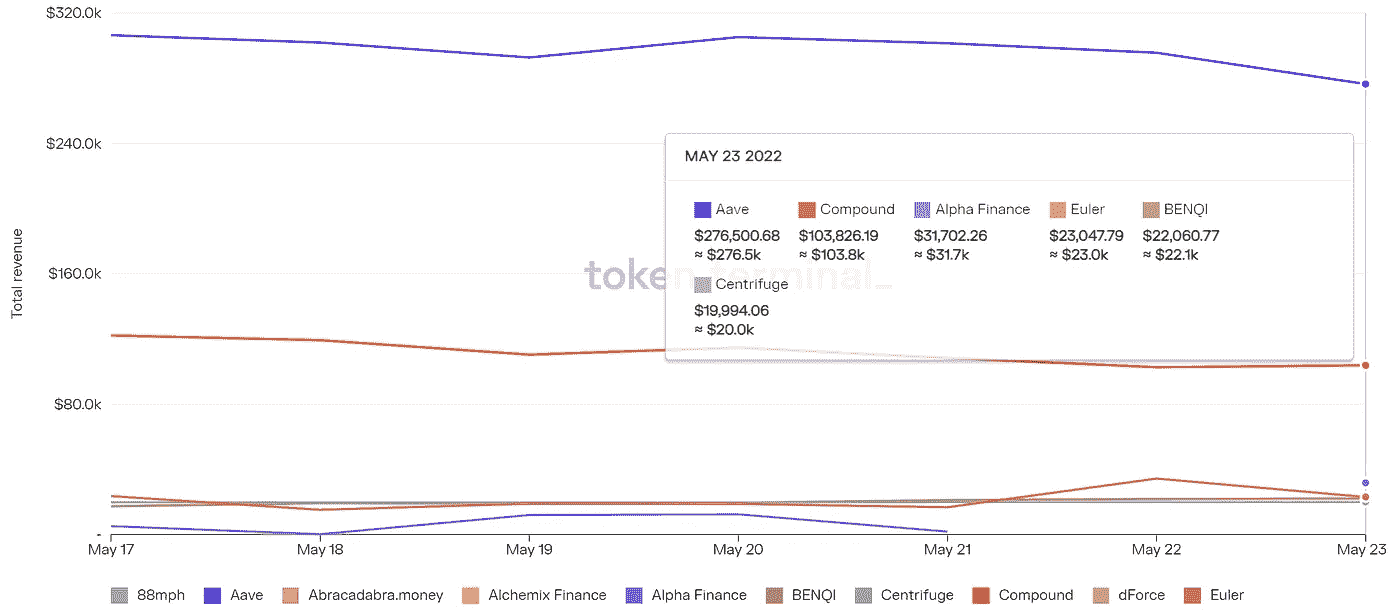 $320.0k
$240.0k
$160.0k
$80.0k
-
Total revenue
token terminal_
MAY 23 2022
Aave Compound Alpha Finance Euler BENQI
$276,500.68 $103,826.19 $31,702.26 $23,047.79 $22,060.77
≈ $276.5k ≈ $103.8k ≈ $31.7k ≈ $23.0k ≈ $22.1k
Centrifuge
$19,994.06
≈ $20.0k
May 17 May 18 May 19 May 20 May 21 May 22 May 23
88mph Aave Abracadabra.money Alchemix Finance Alpha Finance BENQI Centrifuge Compound dForce Euler